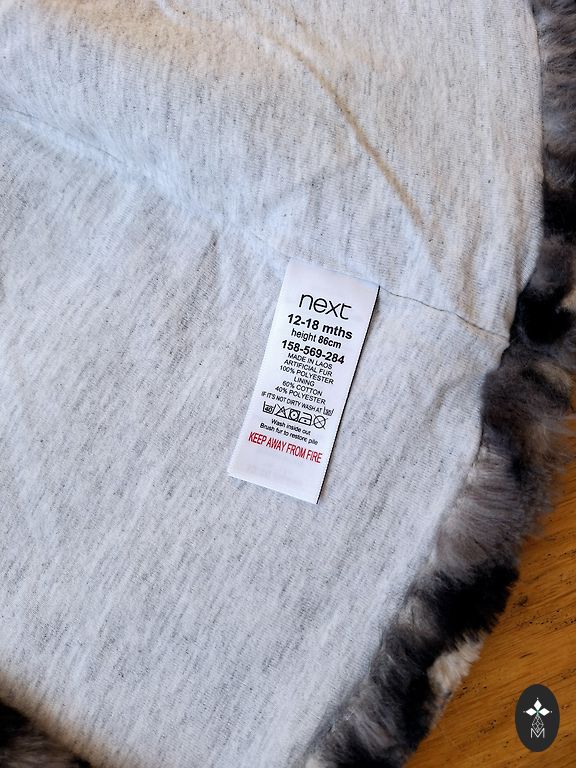 next
12-18 mths
height 86cm
158-569-284
MADE IN LAOS
ARTIFICIAL FUR
100% POLYESTER
LINING
60% COTTON
40% POLYESTER
IF IT'S NOT DIRTY WASH AT 30
40
Wash inside out
Brush fur to restore pile
KEEP AWAY FROM FIRE
M